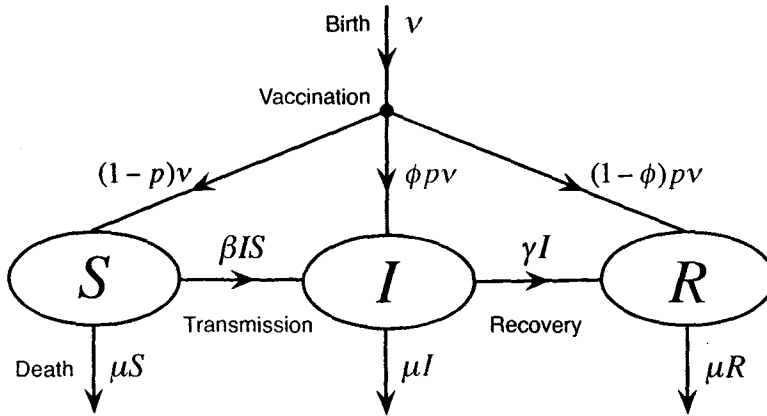 Birth ν
Vaccination
(1 − p)ν
ϕpν
(1 − ϕ)pν
S
βIS
I
γI
R
Transmission
Recovery
Death
μS
μI
μR